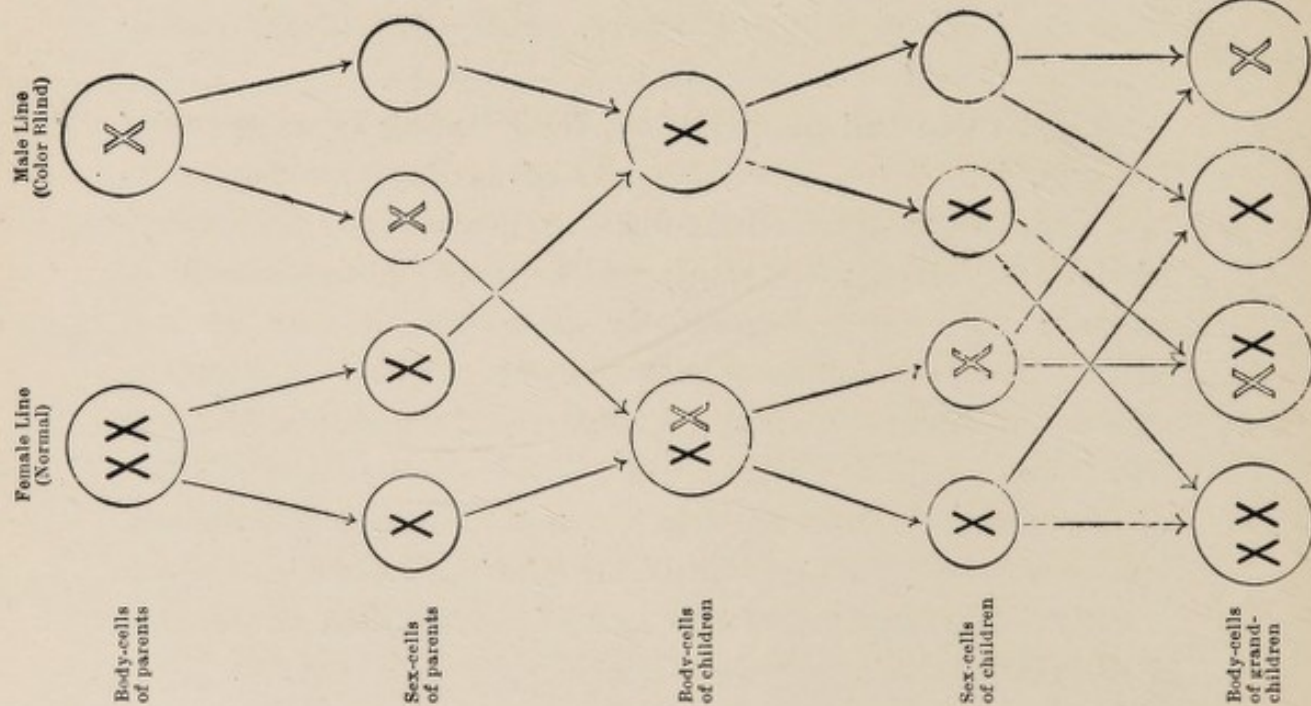 Female Line
(Normal)
Male Line
(Color Blind)
Body-cells
of parents
X X
X
Sex-cells
of parents
X
X
X
Body-cells
of children
X X
X
Sex-cells
of children
X
X
X
Body-cells
of grand-
children
X X
X X
X
X